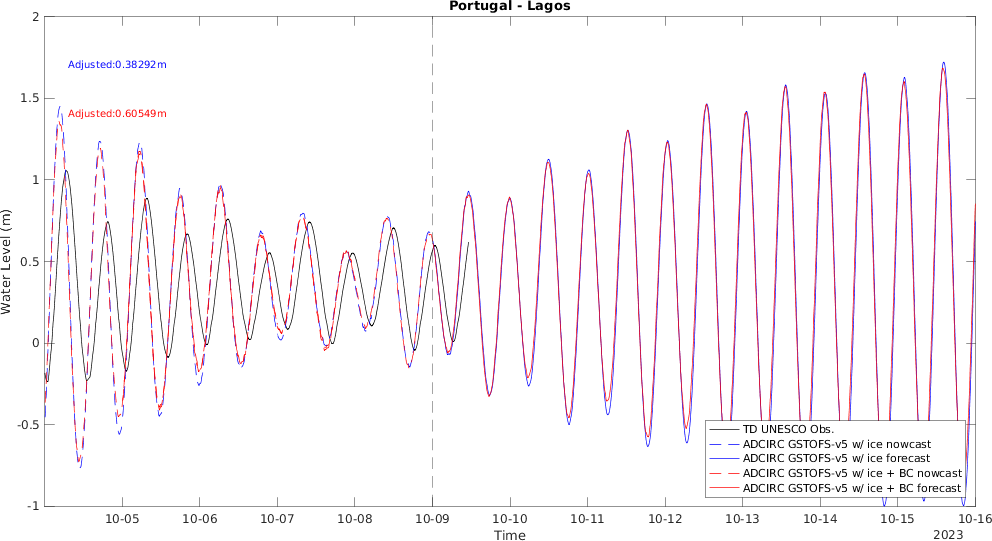 Portugal - Lagos
Adjusted:0.38292m
Adjusted:0.60549m
Water Level (m)
2
1.5
1
0.5
0
-0.5
-1
TD UNESCO Obs.
ADCIRC GSTOFS-v5 w/ ice nowcast
ADCIRC GSTOFS-v5 w/ ice forecast
ADCIRC GSTOFS-v5 w/ ice + BC nowcast
ADCIRC GSTOFS-v5 w/ ice + BC forecast
10-05 10-06 10-07 10-08 10-09 10-10 10-11 10-12 10-13 10-14 10-15 10-16
Time
2023